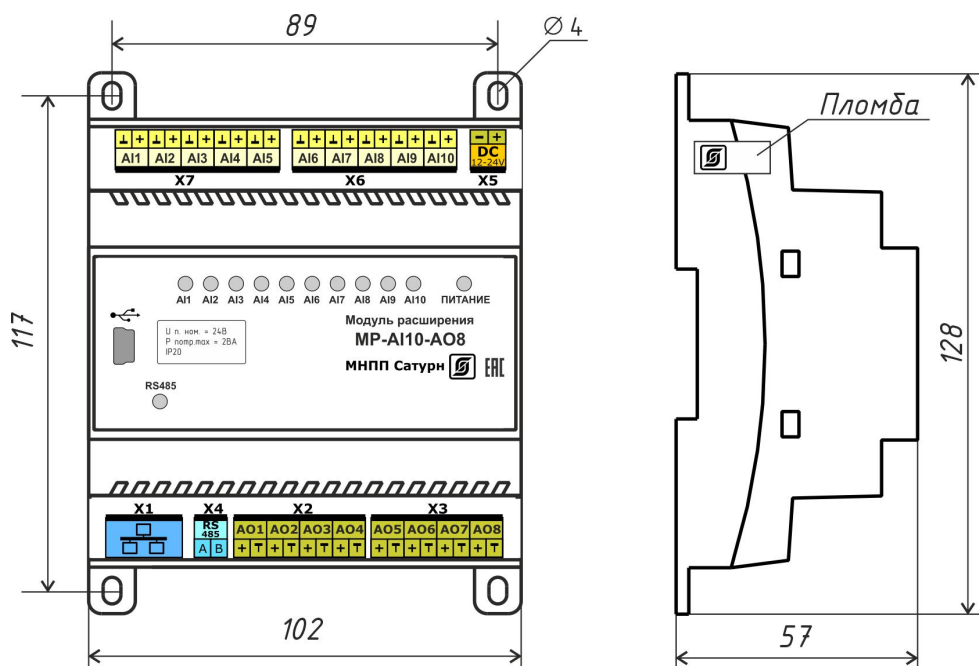 89
Ø 4
⊥ + ⊥ + ⊥ + ⊥ + ⊥ +
AI1 AI2 AI3 AI4 AI5
X7
⊥ + ⊥ + ⊥ + ⊥ + ⊥ +
AI6 AI7 AI8 AI9 AI10
X6
− +
DC
12-24V
X5
Пломба
117
128
AI1 AI2 AI3 AI4 AI5 AI6 AI7 AI8 AI9 AI10 ПИТАНИЕ
U п. ном. = 24В
P потр.max = 2ВА
IP20
Модуль расширения
MP-AI10-AO8
МНПП Сатурн
EAC
RS485
X1
X4
RS
485
A B
X2
AO1 AO2 AO3 AO4
+ ⊤ + ⊤ + ⊤ + ⊤
X3
AO5 AO6 AO7 AO8
+ ⊤ + ⊤ + ⊤ + ⊤
102
57